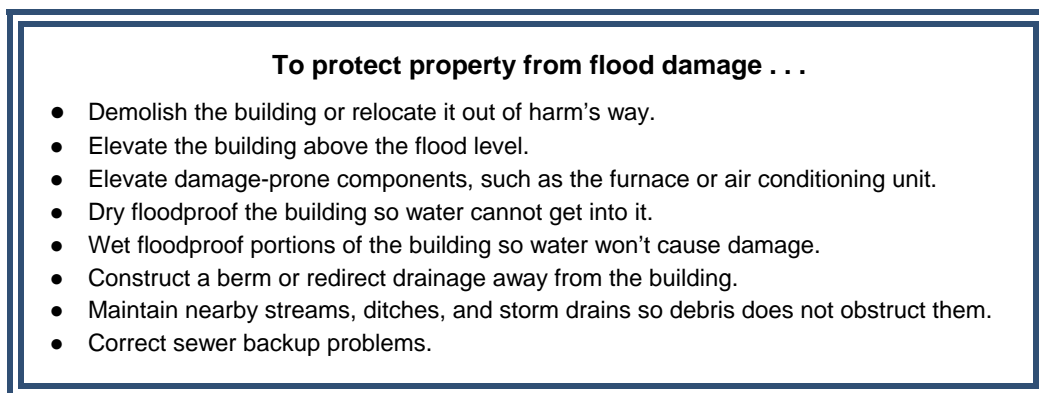 To protect property from flood damage . . .
● Demolish the building or relocate it out of harm’s way.
● Elevate the building above the flood level.
● Elevate damage-prone components, such as the furnace or air conditioning unit.
● Dry floodproof the building so water cannot get into it.
● Wet floodproof portions of the building so water won’t cause damage.
● Construct a berm or redirect drainage away from the building.
● Maintain nearby streams, ditches, and storm drains so debris does not obstruct them.
● Correct sewer backup problems.